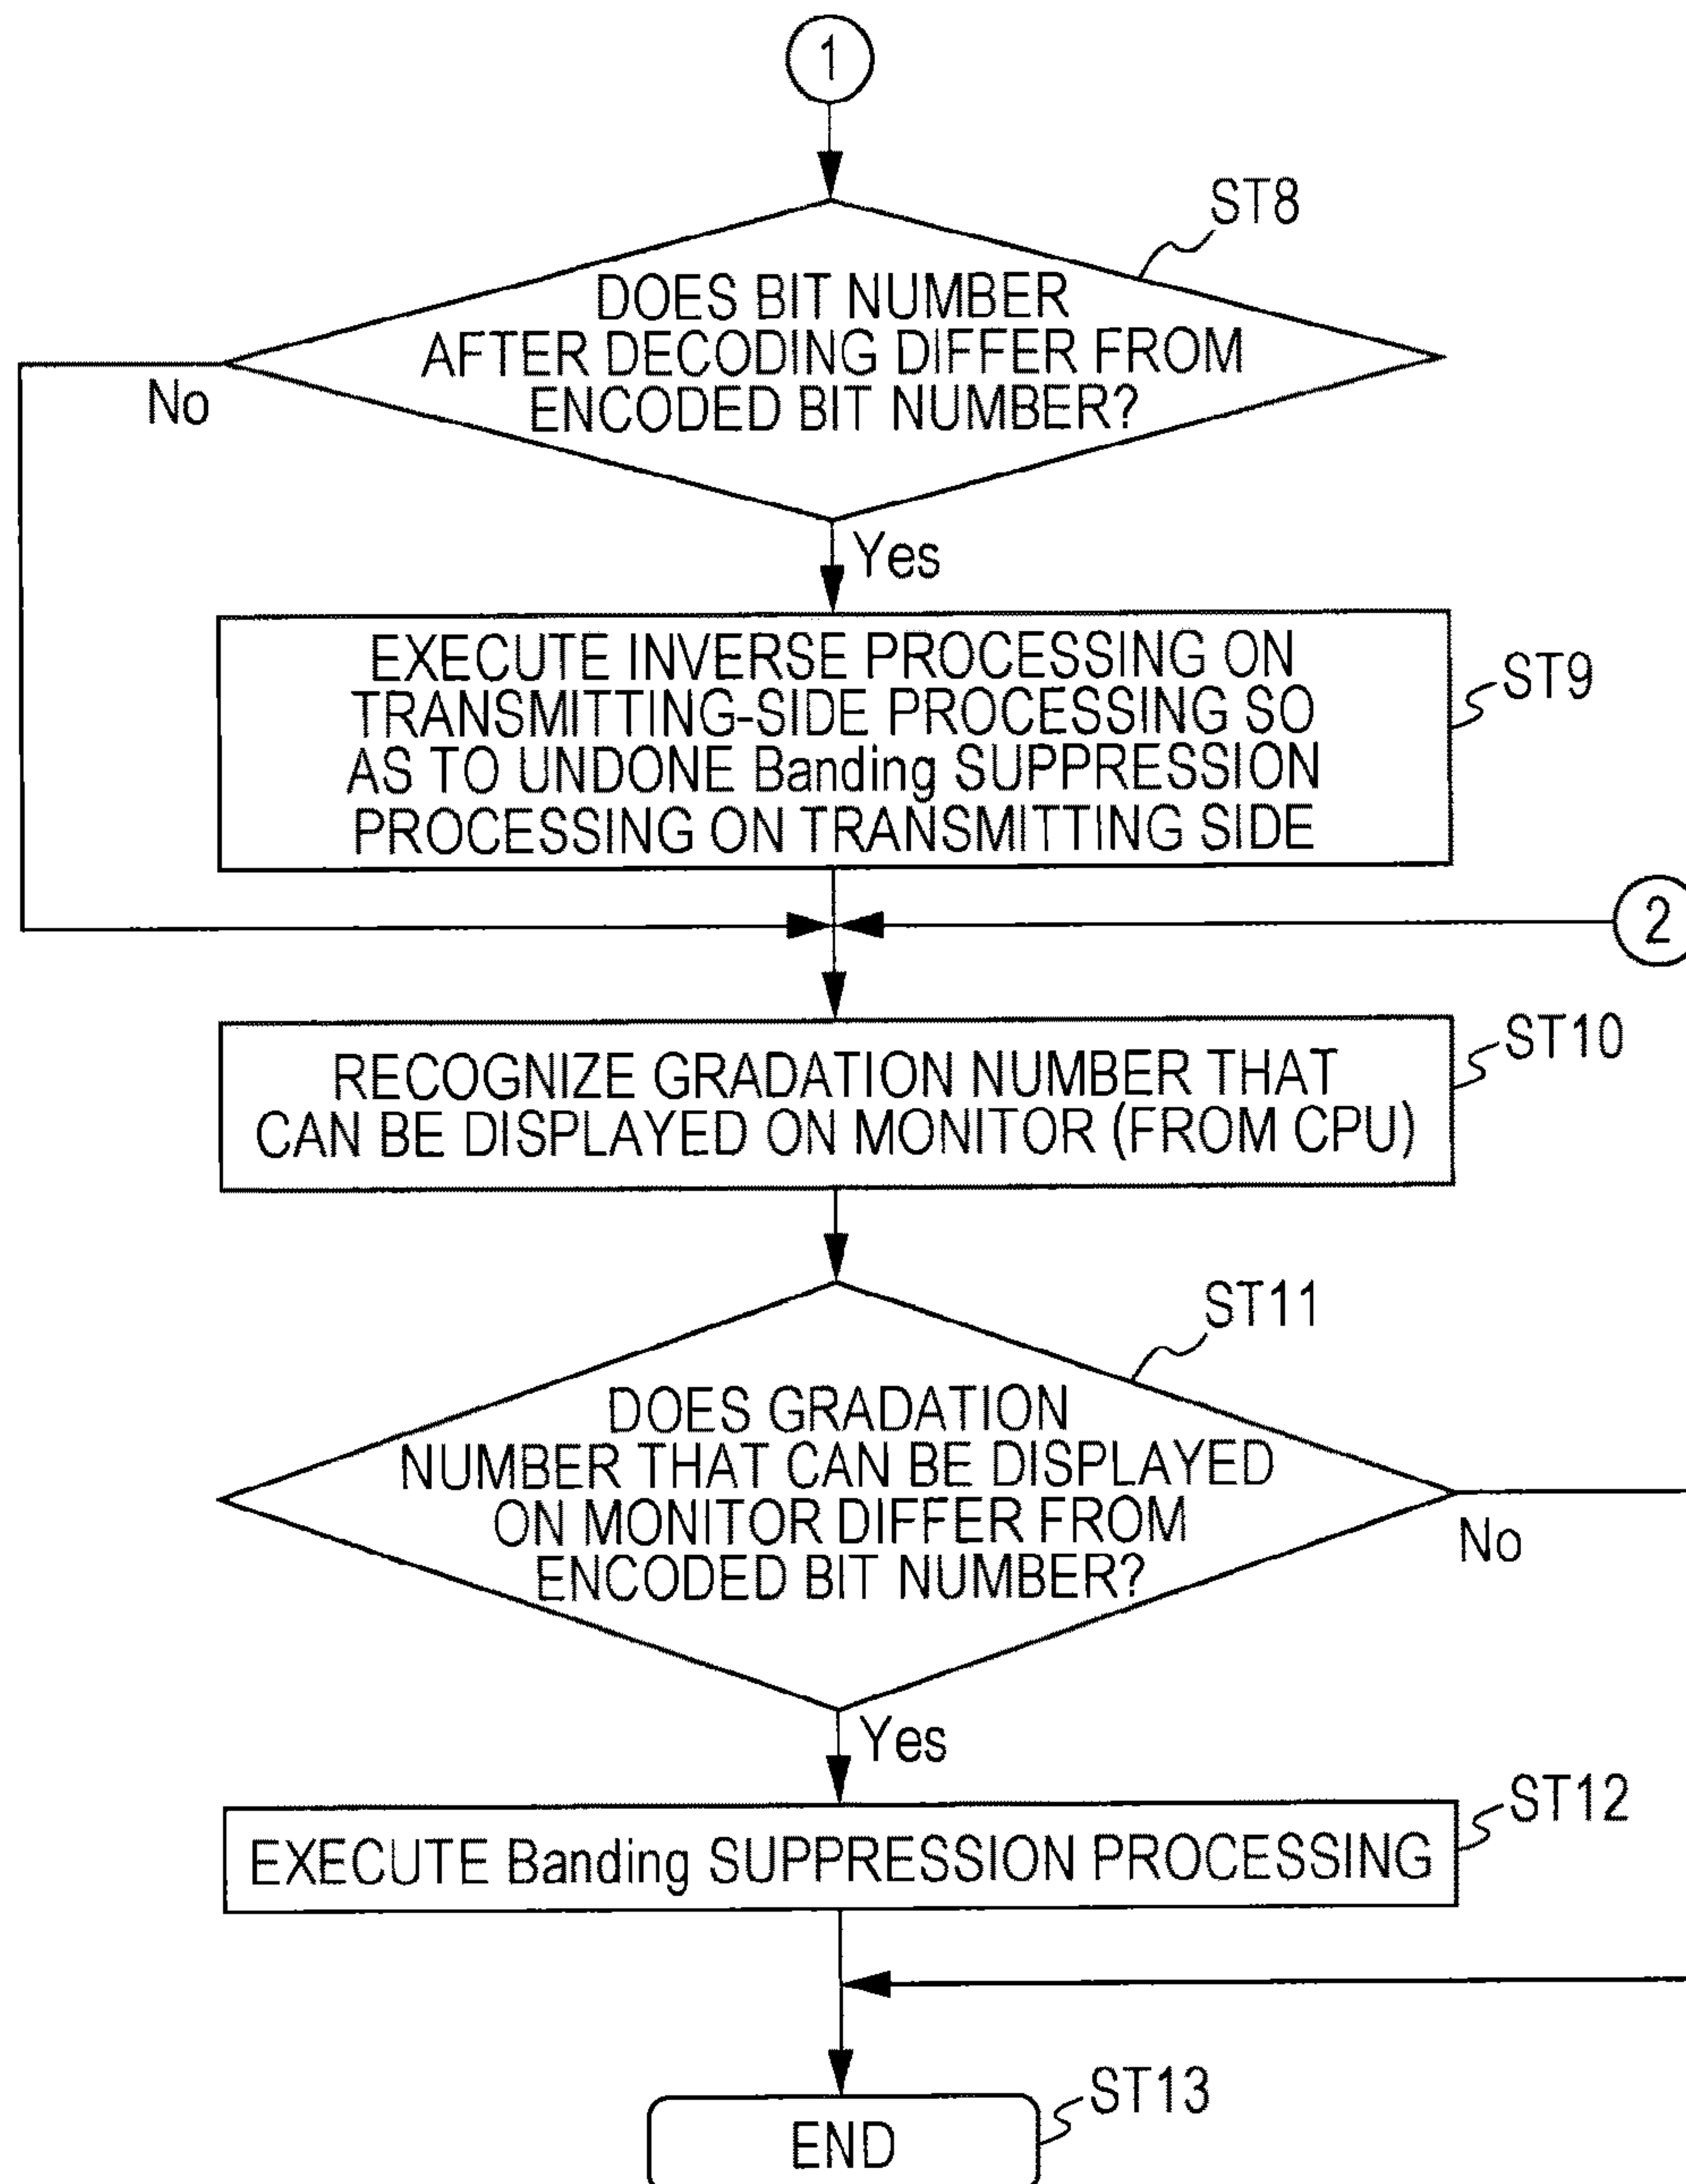 1
ST8
DOES BIT NUMBER
AFTER DECODING DIFFER FROM
ENCODED BIT NUMBER?
No
Yes
EXECUTE INVERSE PROCESSING ON
TRANSMITTING-SIDE PROCESSING SO
AS TO UNDONE Banding SUPPRESSION
PROCESSING ON TRANSMITTING SIDE
ST9
2
ST10
RECOGNIZE GRADATION NUMBER THAT
CAN BE DISPLAYED ON MONITOR (FROM CPU)
ST11
DOES GRADATION
NUMBER THAT CAN BE DISPLAYED
ON MONITOR DIFFER FROM
ENCODED BIT NUMBER?
No
Yes
ST12
EXECUTE Banding SUPPRESSION PROCESSING
ST13
END